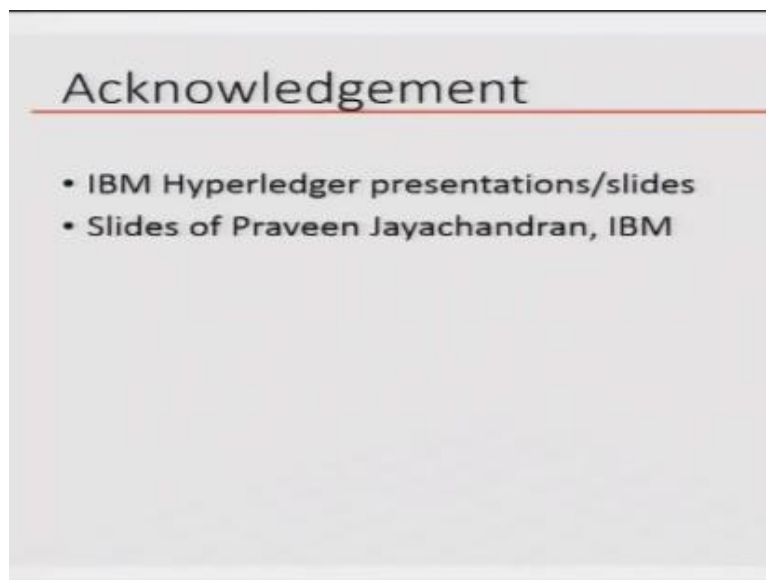 Acknowledgement
• IBM Hyperledger presentations/slides
• Slides of Praveen Jayachandran, IBM